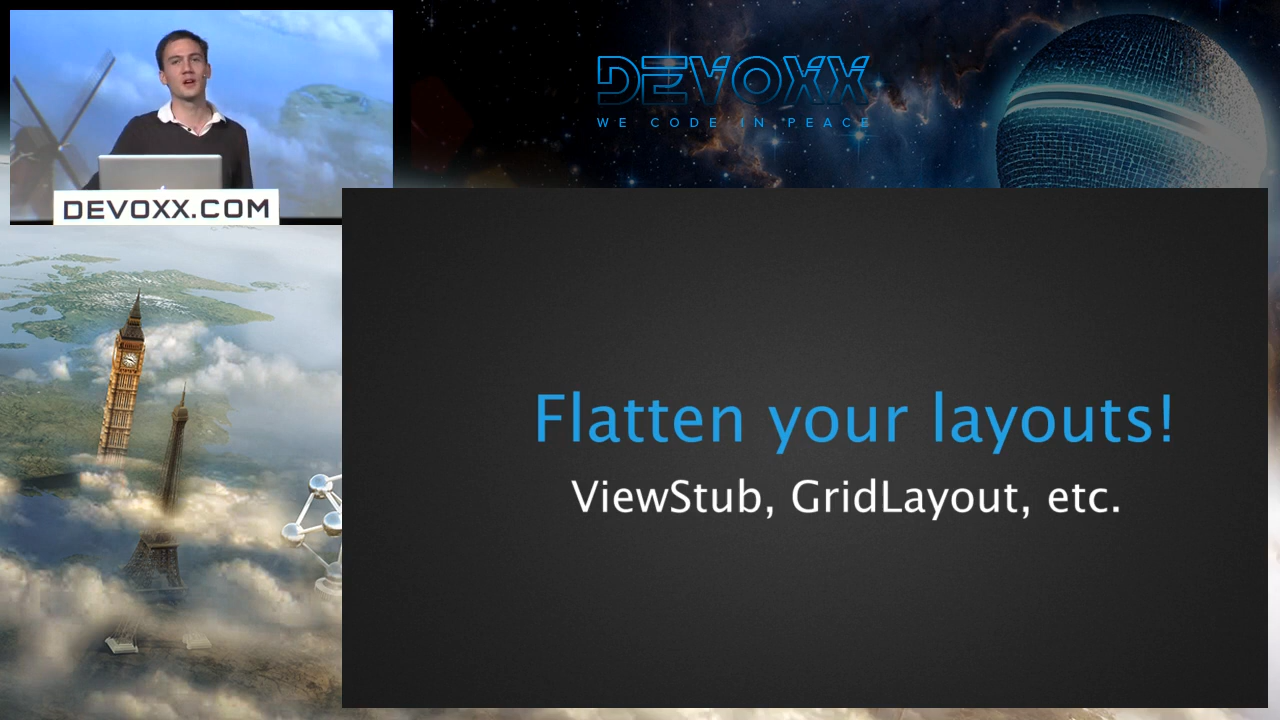 DEVOXX
WE CODE IN PEACE
DEVOXX.COM
Flatten your layouts!
ViewStub, GridLayout, etc.